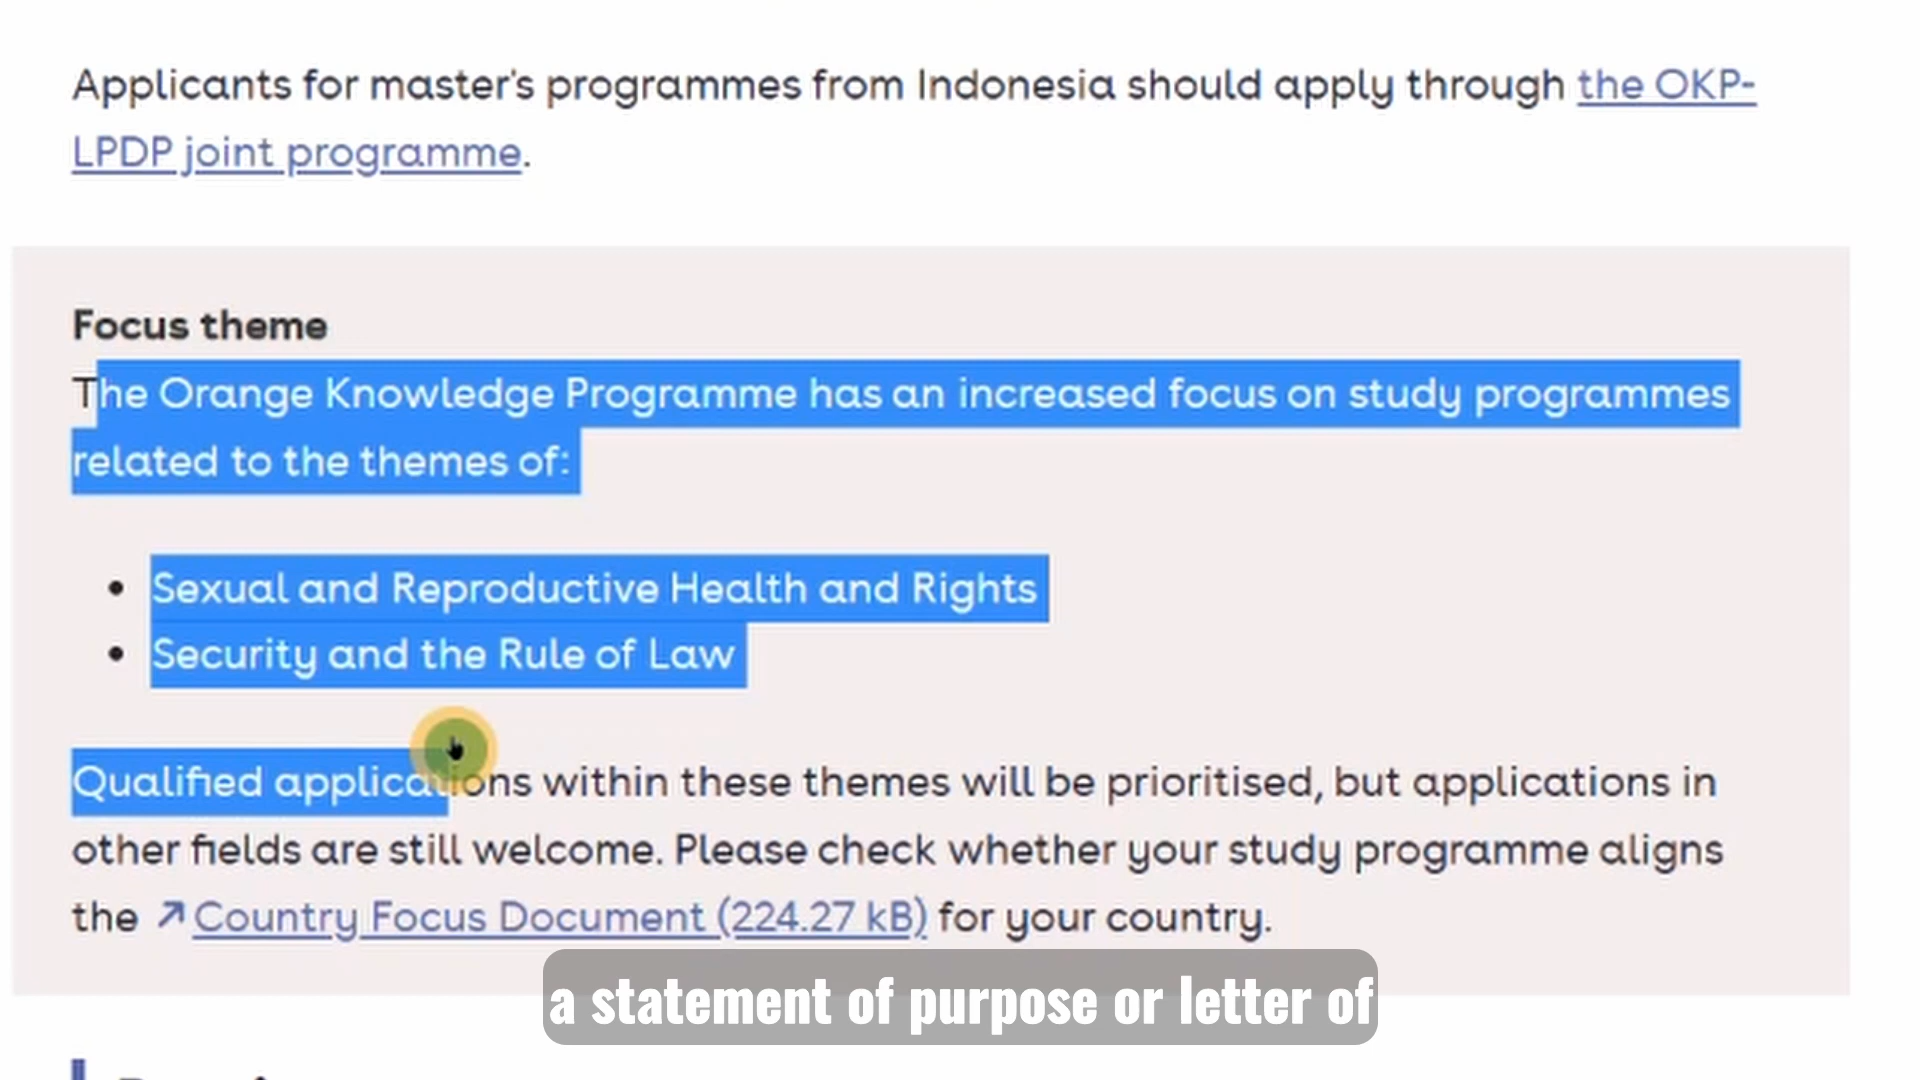 Applicants for master's programmes from Indonesia should apply through the OKP-
LPDP joint programme.
Focus theme
The Orange Knowledge Programme has an increased focus on study programmes
related to the themes of:
• Sexual and Reproductive Health and Rights
• Security and the Rule of Law
Qualified applications within these themes will be prioritised, but applications in
other fields are still welcome. Please check whether your study programme aligns
the ↗ Country Focus Document (224.27 kB) for your country.
a statement of purpose or letter of